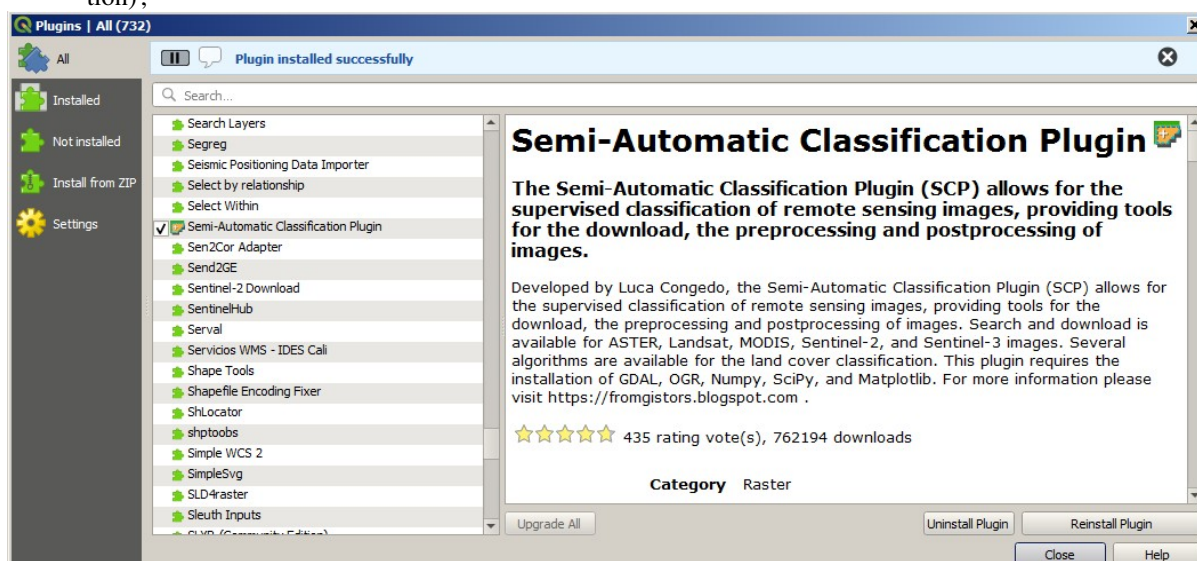 tion) ;
Plugins | All (732)
All
Plugin installed successfully
Installed
Not installed
Install from ZIP
Settings
Search...
Search Layers
Segreg
Seismic Positioning Data Importer
Select by relationship
Select Within
Semi-Automatic Classification Plugin
Sen2Cor Adapter
Send2GE
Sentinel-2 Download
SentinelHub
Serval
Servicios WMS - IDES Cali
Shape Tools
Shapefile Encoding Fixer
ShLocator
shptoobs
Simple WCS 2
SimpleSvg
SLD4raster
Sleuth Inputs
Semi-Automatic Classification Plugin
The Semi-Automatic Classification Plugin (SCP) allows for the
supervised classification of remote sensing images, providing tools
for the download, the preprocessing and postprocessing of
images.
Developed by Luca Congedo, the Semi-Automatic Classification Plugin (SCP) allows for
the supervised classification of remote sensing images, providing tools for the
download, the preprocessing and postprocessing of images. Search and download is
available for ASTER, Landsat, MODIS, Sentinel-2, and Sentinel-3 images. Several
algorithms are available for the land cover classification. This plugin requires the
installation of GDAL, OGR, Numpy, SciPy, and Matplotlib. For more information please
visit https://fromgistors.blogspot.com .
435 rating vote(s), 762194 downloads
Category Raster
Upgrade All
Uninstall Plugin
Reinstall Plugin
Close
Help